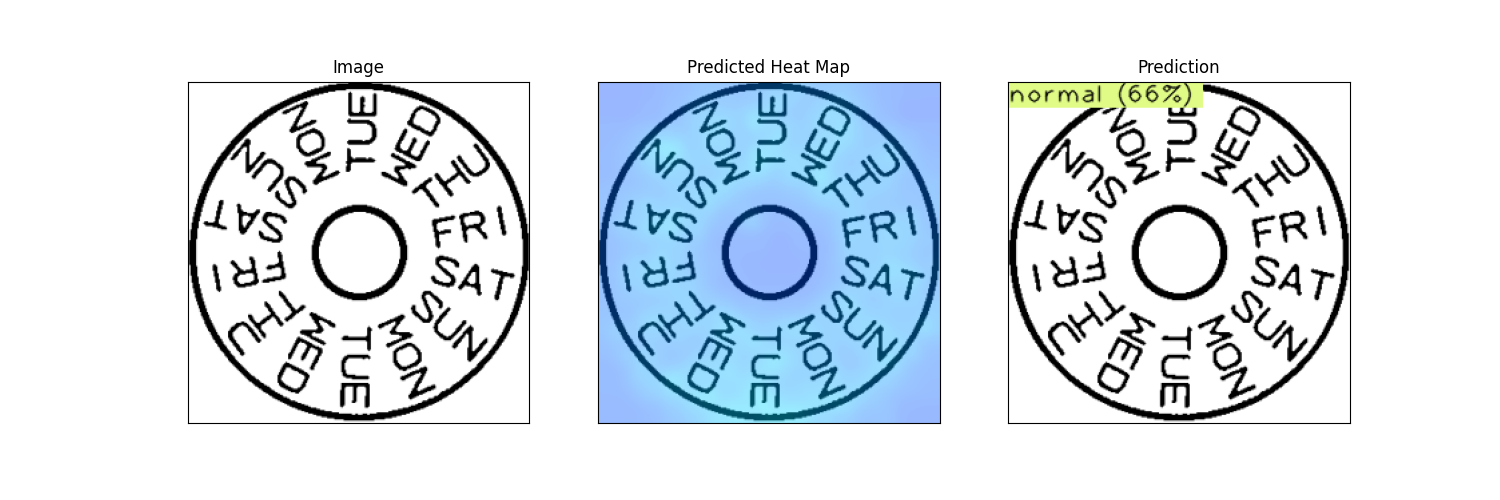 Image
TUE
WED
THU
FRI
SAT
SUN
MON
TUE
WED
THU
FRI
SAT
SUN
MON
Predicted Heat Map
TUE
WED
THU
FRI
SAT
SUN
MON
TUE
WED
THU
FRI
SAT
SUN
MON
Prediction
normal (66%)
TUE
WED
THU
FRI
SAT
SUN
MON
TUE
WED
THU
FRI
SAT
SUN
MON